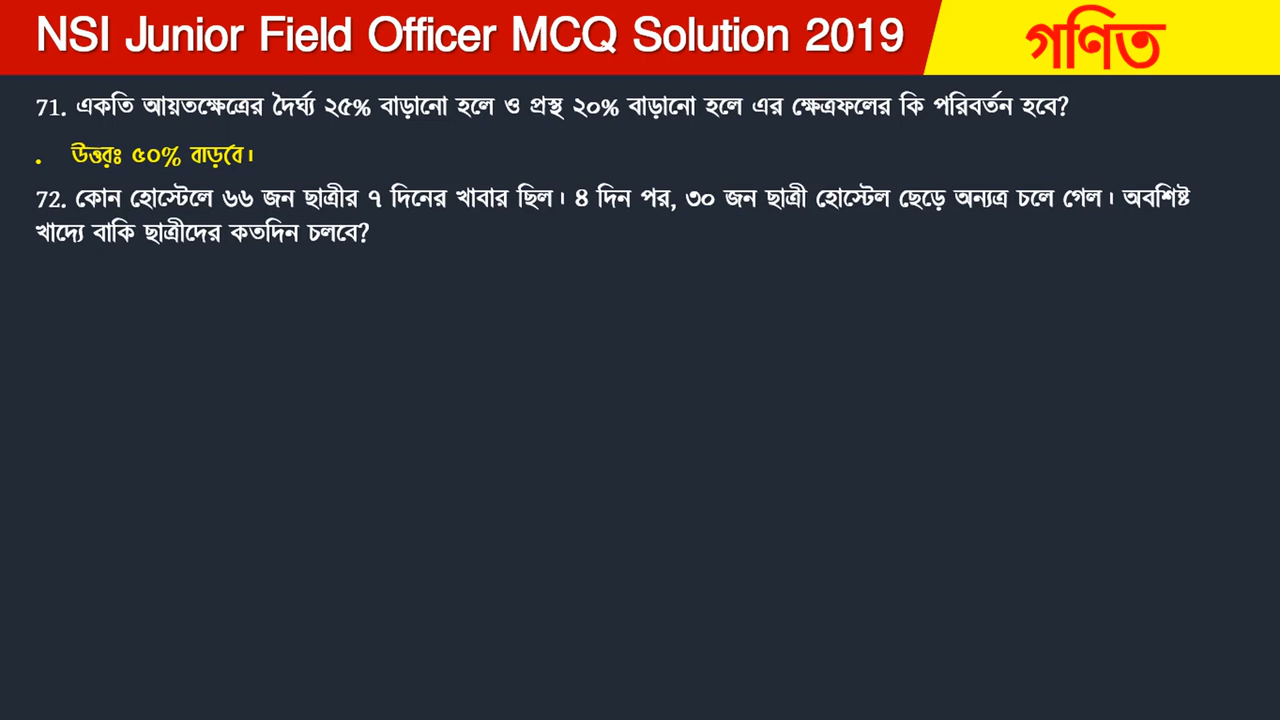 NSI Junior Field Officer MCQ Solution 2019
গণিত
71. একতি আয়তক্ষেত্রের দৈর্ঘ্য ২৫% বাড়ানো হলে ও প্রস্থ ২০% বাড়ানো হলে এর ক্ষেত্রফলের কি পরিবর্তন হবে?
. উত্তরঃ ৫০% বাড়বে।
72. কোন হোস্টেলে ৬৬ জন ছাত্রীর ৭ দিনের খাবার ছিল। ৪ দিন পর, ৩০ জন ছাত্রী হোস্টেল ছেড়ে অন্যত্র চলে গেল। অবশিষ্ট
খাদ্যে বাকি ছাত্রীদের কতদিন চলবে?